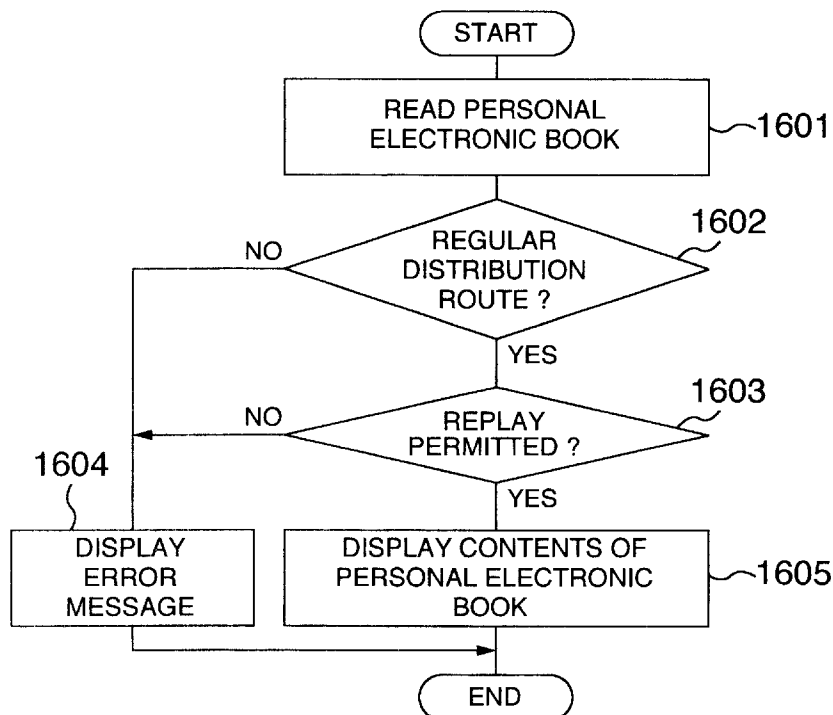 START
READ PERSONAL
ELECTRONIC BOOK
1601
1602
REGULAR
DISTRIBUTION
ROUTE ?
NO
YES
1603
REPLAY
PERMITTED ?
NO
YES
1604
DISPLAY
ERROR
MESSAGE
DISPLAY CONTENTS OF
PERSONAL ELECTRONIC
BOOK
1605
END